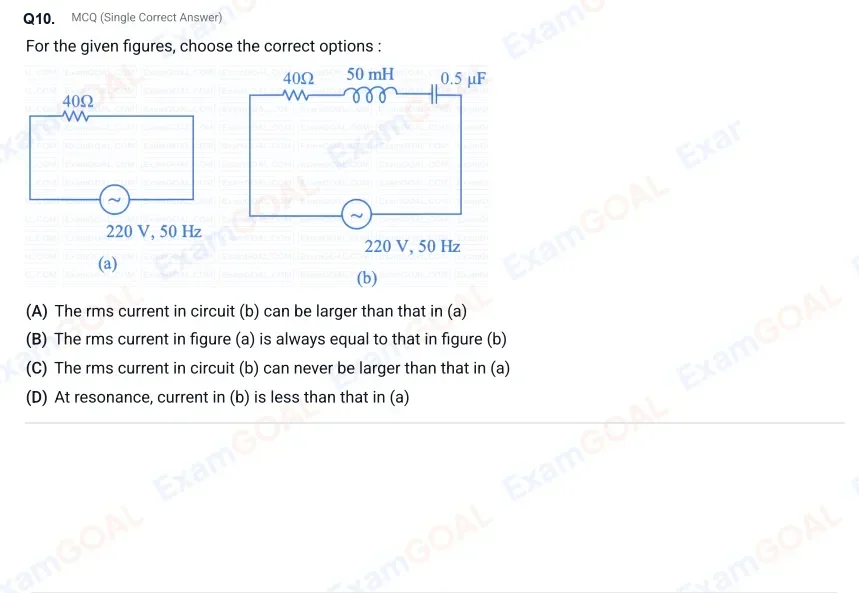 Q10. MCQ (Single Correct Answer)
For the given figures, choose the correct options :
40Ω
220 V, 50 Hz
(a)
40Ω 50 mH 0.5 μF
220 V, 50 Hz
(b)
(A) The rms current in circuit (b) can be larger than that in (a)
(B) The rms current in figure (a) is always equal to that in figure (b)
(C) The rms current in circuit (b) can never be larger than that in (a)
(D) At resonance, current in (b) is less than that in (a)
ExamGOAL